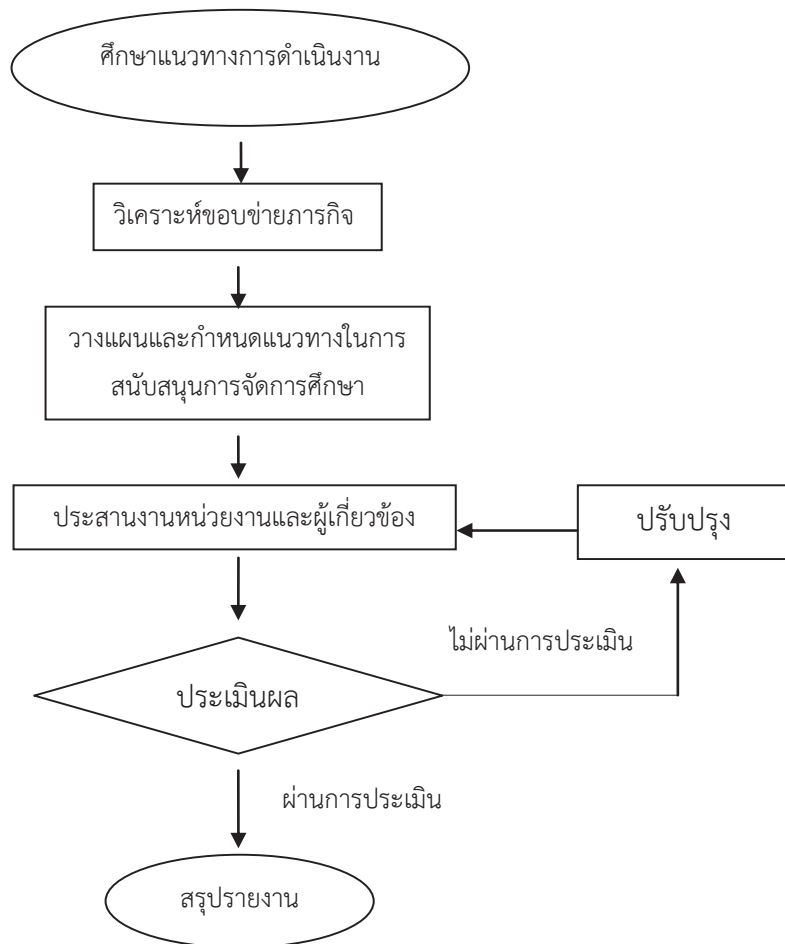 ศึกษาแนวทางการดำเนินงาน
วิเคราะห์ขอบข่ายภารกิจ
วางแผนและกำหนดแนวทางในการ
สนับสนุนการจัดการศึกษา
ประสานงานหน่วยงานและผู้เกี่ยวข้อง
ปรับปรุง
ไม่ผ่านการประเมิน
ประเมินผล
ผ่านการประเมิน
สรุปรายงาน